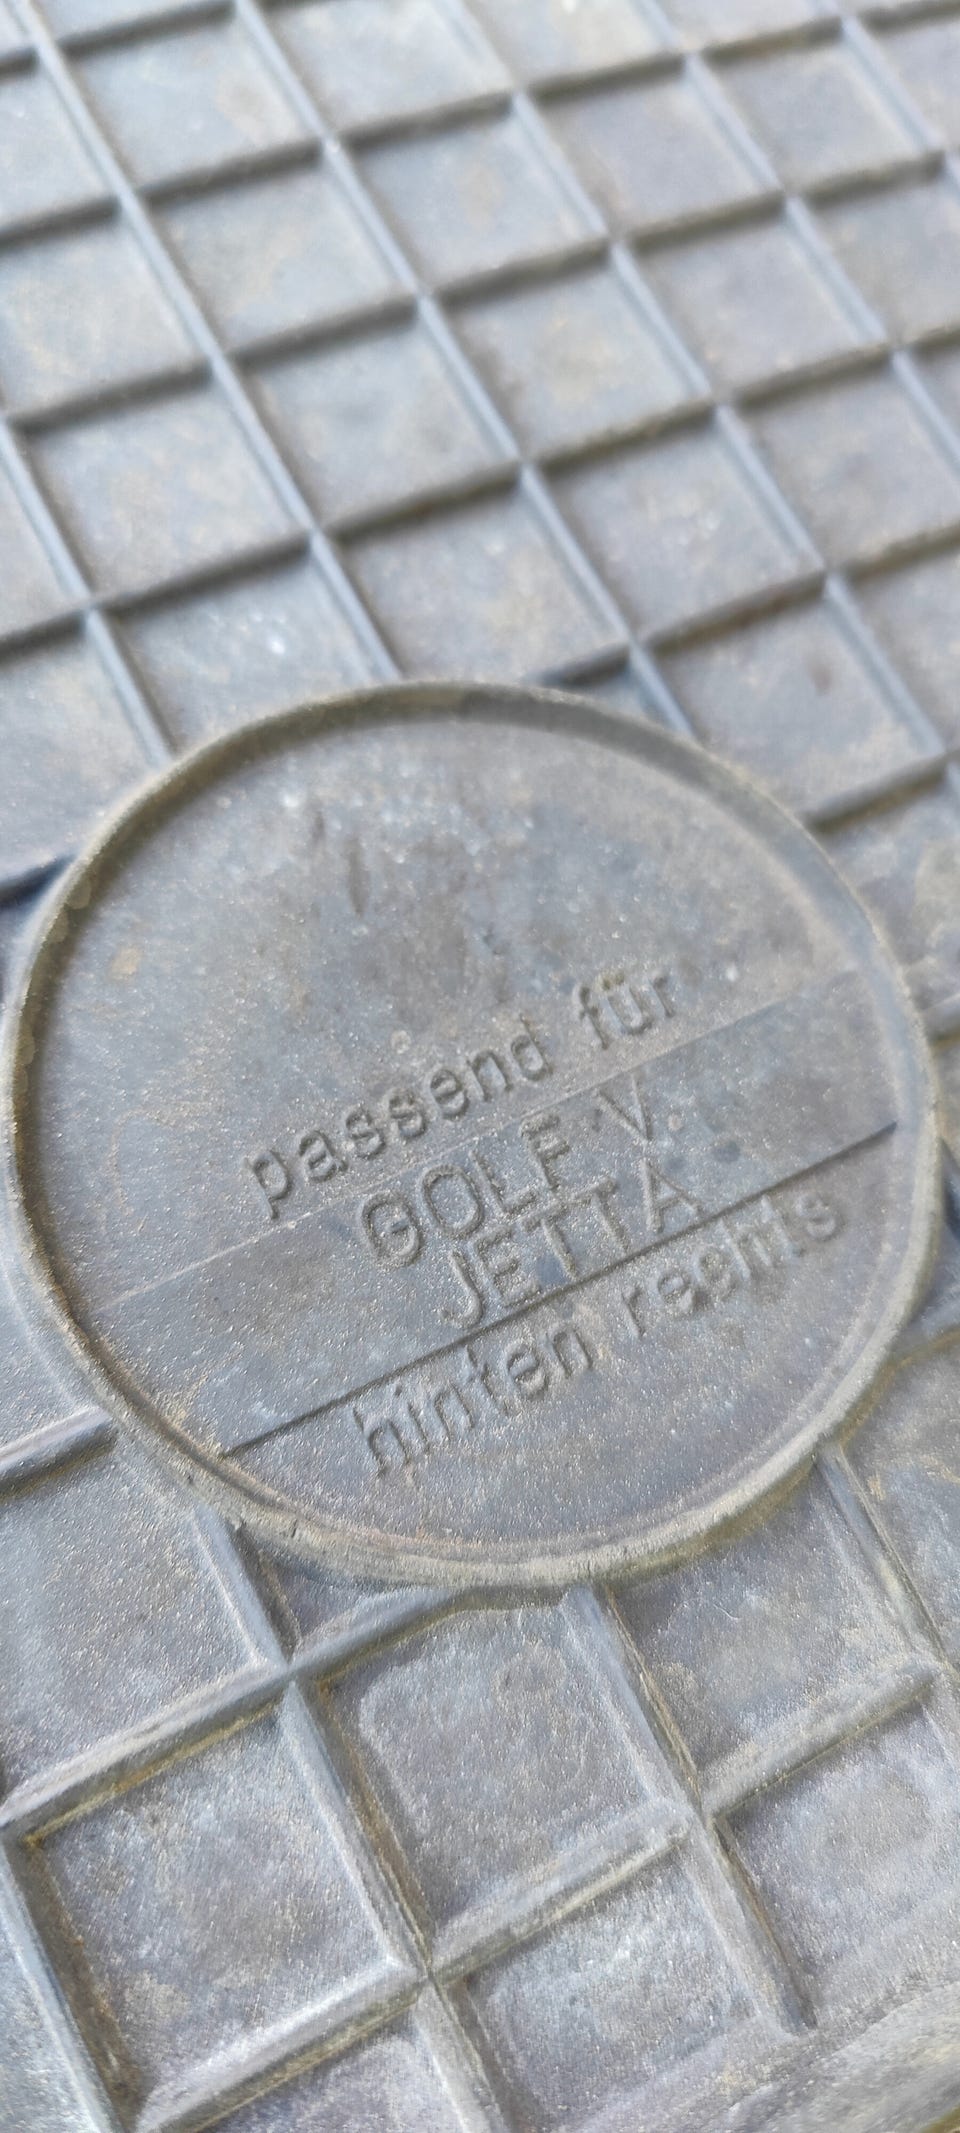 passend für
GOLF V.
JETTA
hinten rechts